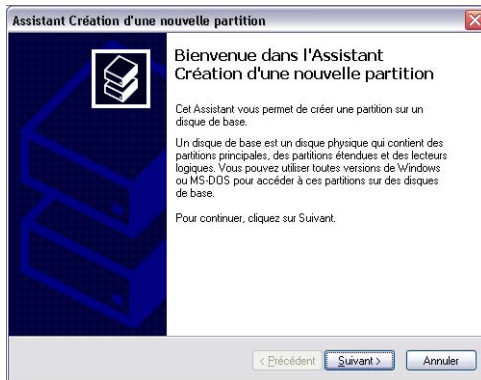 Assistant Création d'une nouvelle partition
Bienvenue dans l'Assistant
Création d'une nouvelle partition
Cet Assistant vous permet de créer une partition sur un
disque de base.
Un disque de base est un disque physique qui contient des
partitions principales, des partitions étendues et des lecteurs
logiques. Vous pouvez utiliser toutes versions de Windows
ou MS-DOS pour accéder à ces partitions sur des disques
de base.
Pour continuer, cliquez sur Suivant.
< Précédent Suivant > Annuler